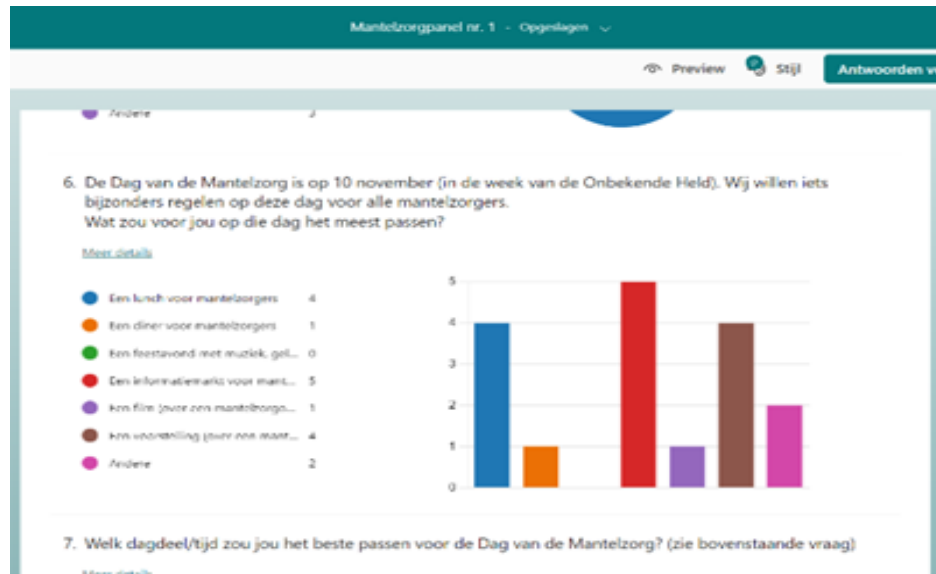 Mantelzorgpanel nr. 1 - Opgeslagen
Preview
Stijl
Antwoorden
Andere 3
6. De Dag van de Mantelzorg is op 10 november (in de week van de Onbekende Held). Wij willen iets
bijzonders regelen op deze dag voor alle mantelzorgers.
Wat zou voor jou op die dag het meest passen?
Meer details
Een lunch voor mantelzorgers 4
Een diner voor mantelzorgers 1
Een feestavond met muziek, gel... 0
Een informatiemarkt voor mant... 5
Een film (over een mantelzorgo... 1
Een voorstelling (over een mant... 4
Andere 2
5
4
3
2
1
0
7. Welk dagdeel/tijd zou jou het beste passen voor de Dag van de Mantelzorg? (zie bovenstaande vraag)
Meer details